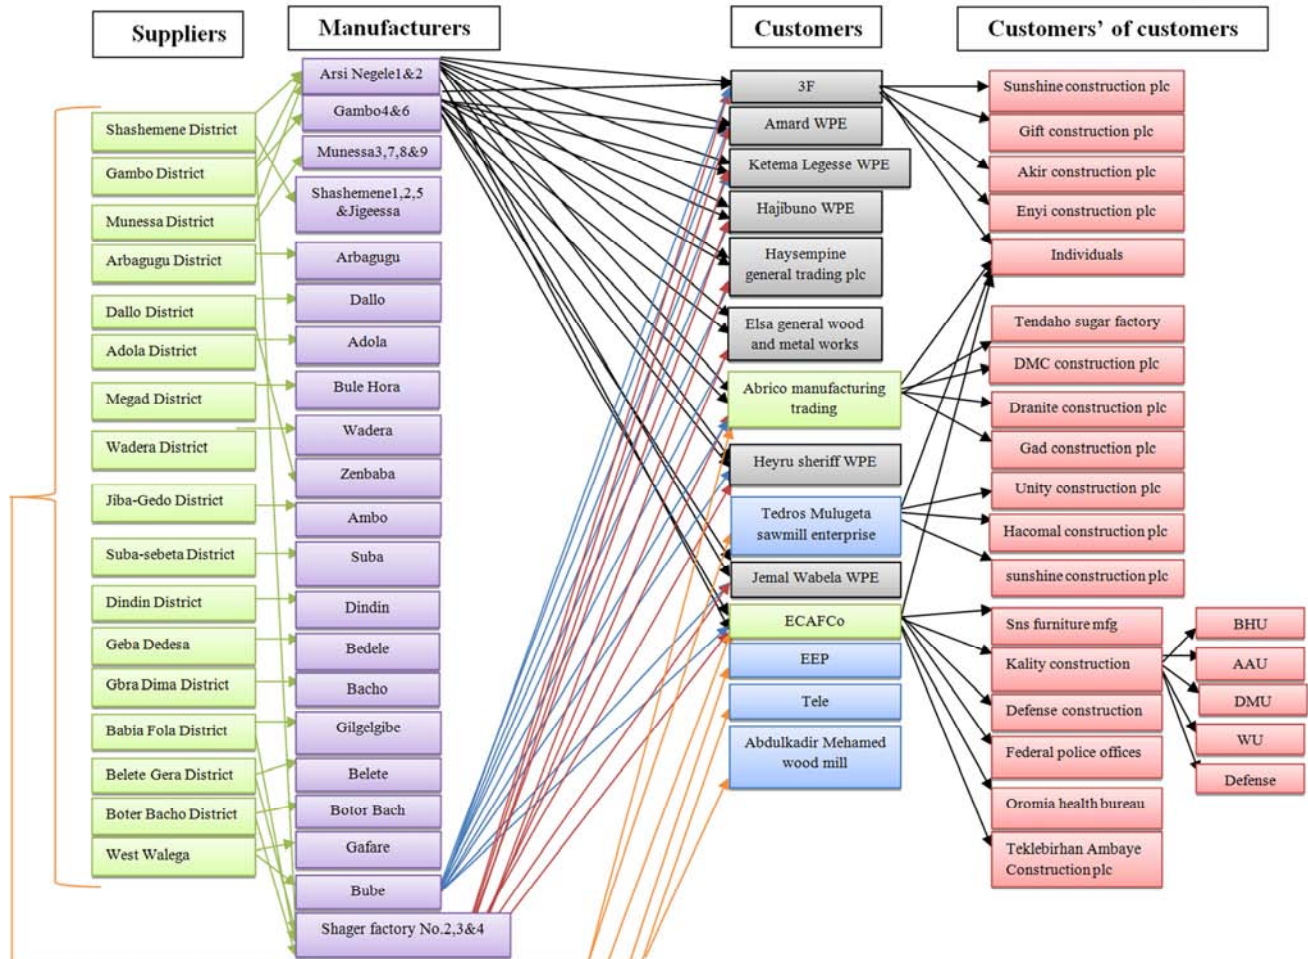 Suppliers
Manufacturers
Customers
Customers' of customers
Shashemene District
Gambo District
Munessa District
Arbagugu District
Dallo District
Adola District
Megad District
Wadera District
Jiba-Gedo District
Suba-sebeta District
Dindin District
Geba Dedesa
Gbra Dima District
Babia Fola District
Belete Gera District
Boter Bacho District
West Walega
Arsi Negele1&2
Gambo4&6
Munessa3,7,8&9
Shashemene1,2,5
&Jigeessa
Arbagugu
Dallo
Adola
Bule Hora
Wadera
Zenbaba
Ambo
Suba
Dindin
Bedele
Bacho
Gilgelgibe
Belete
Botor Bach
Gafare
Bube
Shager factory No.2,3&4
3F
Amard WPE
Ketema Legesse WPE
Hajibuno WPE
Haysempine
general trading plc
Elsa general wood
and metal works
Abrico manufacturing
trading
Heyru sheriff WPE
Tedros Mulugeta
sawmill enterprise
Jemal Wabela WPE
ECAFCo
EEP
Tele
Abdulkadir Mehamed
wood mill
Sunshine construction plc
Gift construction plc
Akir construction plc
Enyi construction plc
Individuals
Tendaho sugar factory
DMC construction plc
Dranite construction plc
Gad construction plc
Unity construction plc
Hacomal construction plc
sunshine construction plc
Sns furniture mfg
Kality construction
Defense construction
Federal police offices
Oromia health bureau
Teklebirhan Ambaye
Construction plc
BHU
AAU
DMU
WU
Defense